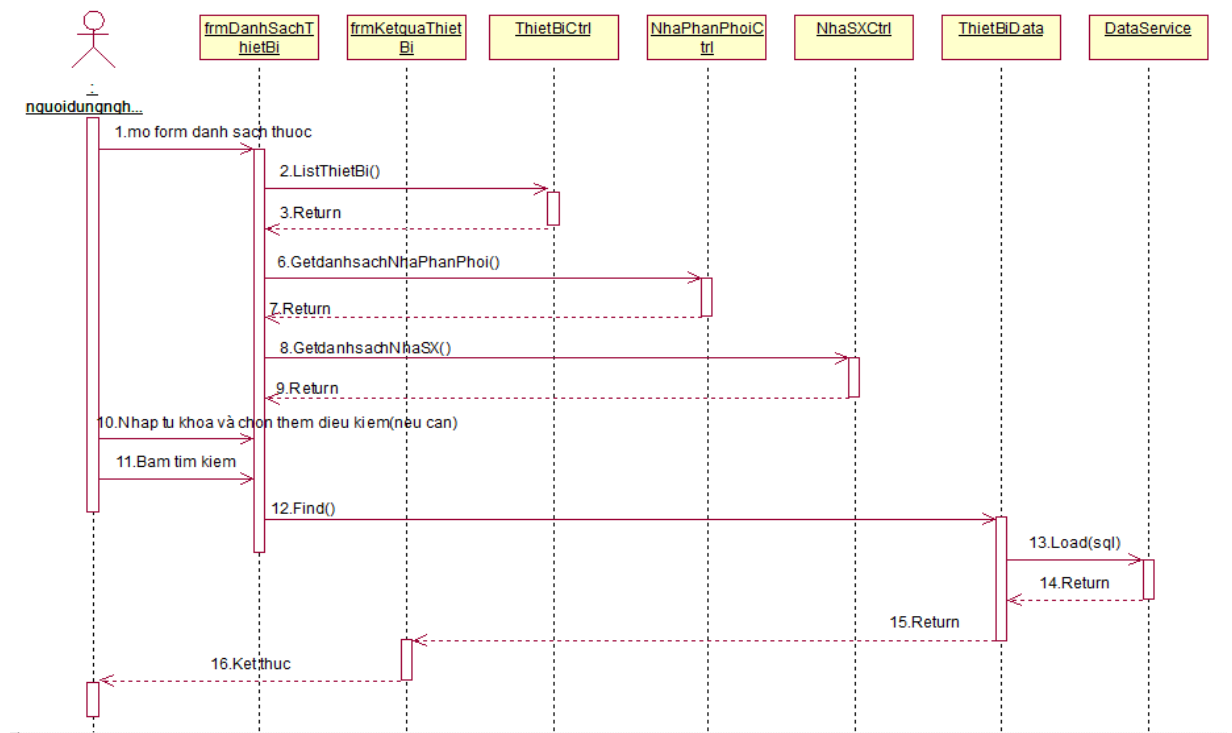 frmDanhSachT
hietBi
frmKetquaThiet
Bi
ThietBiCtrl
NhaPhanPhoiC
trl
NhaSXCtrl
ThietBiData
DataService
:
nguoidungngh...
1.mo form danh sach thuoc
2.ListThietBi()
3.Return
6.GetdanhsachNhaPhanPhoi()
7.Return
8.GetdanhsachNhaSX()
9.Return
10.Nhap tu khoa và chon them dieu kiem(neu can)
11.Bam tim kiem
12.Find()
13.Load(sql)
14.Return
15.Return
16.Ket thuc